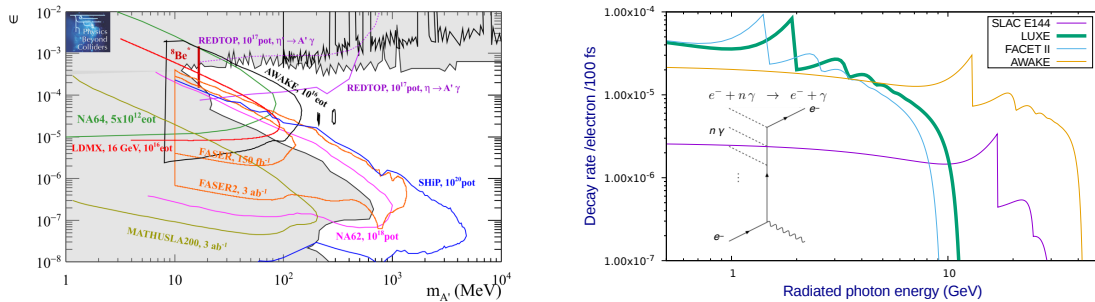 ε
Physics
Beyond
Colliders
10⁻²
10⁻³
10⁻⁴
10⁻⁵
10⁻⁶
10⁻⁷
10⁻⁸
REDTOP, 10¹⁷pot, η → A' γ
⁸Be*
AWAKE, 10¹⁶eot
REDTOP, 10¹⁷pot, η → A' γ
NA64, 5x10¹²eot
LDMX, 16 GeV, 10¹⁶eot
FASER, 150 fb⁻¹
FASER2, 3 ab⁻¹
SHiP, 10²⁰pot
MATHUSLA200, 3 ab⁻¹
NA62, 10¹⁸pot
1 10 10² 10³ 10⁴
m_A' (MeV)
Decay rate /electron /100 fs
1.00x10⁻⁴
1.00x10⁻⁵
1.00x10⁻⁶
1.00x10⁻⁷
SLAC E144
LUXE
FACET II
AWAKE
e⁻ + n γ → e⁻ + γ
e⁻
n γ
⋮
e⁻
1 10
Radiated photon energy (GeV)